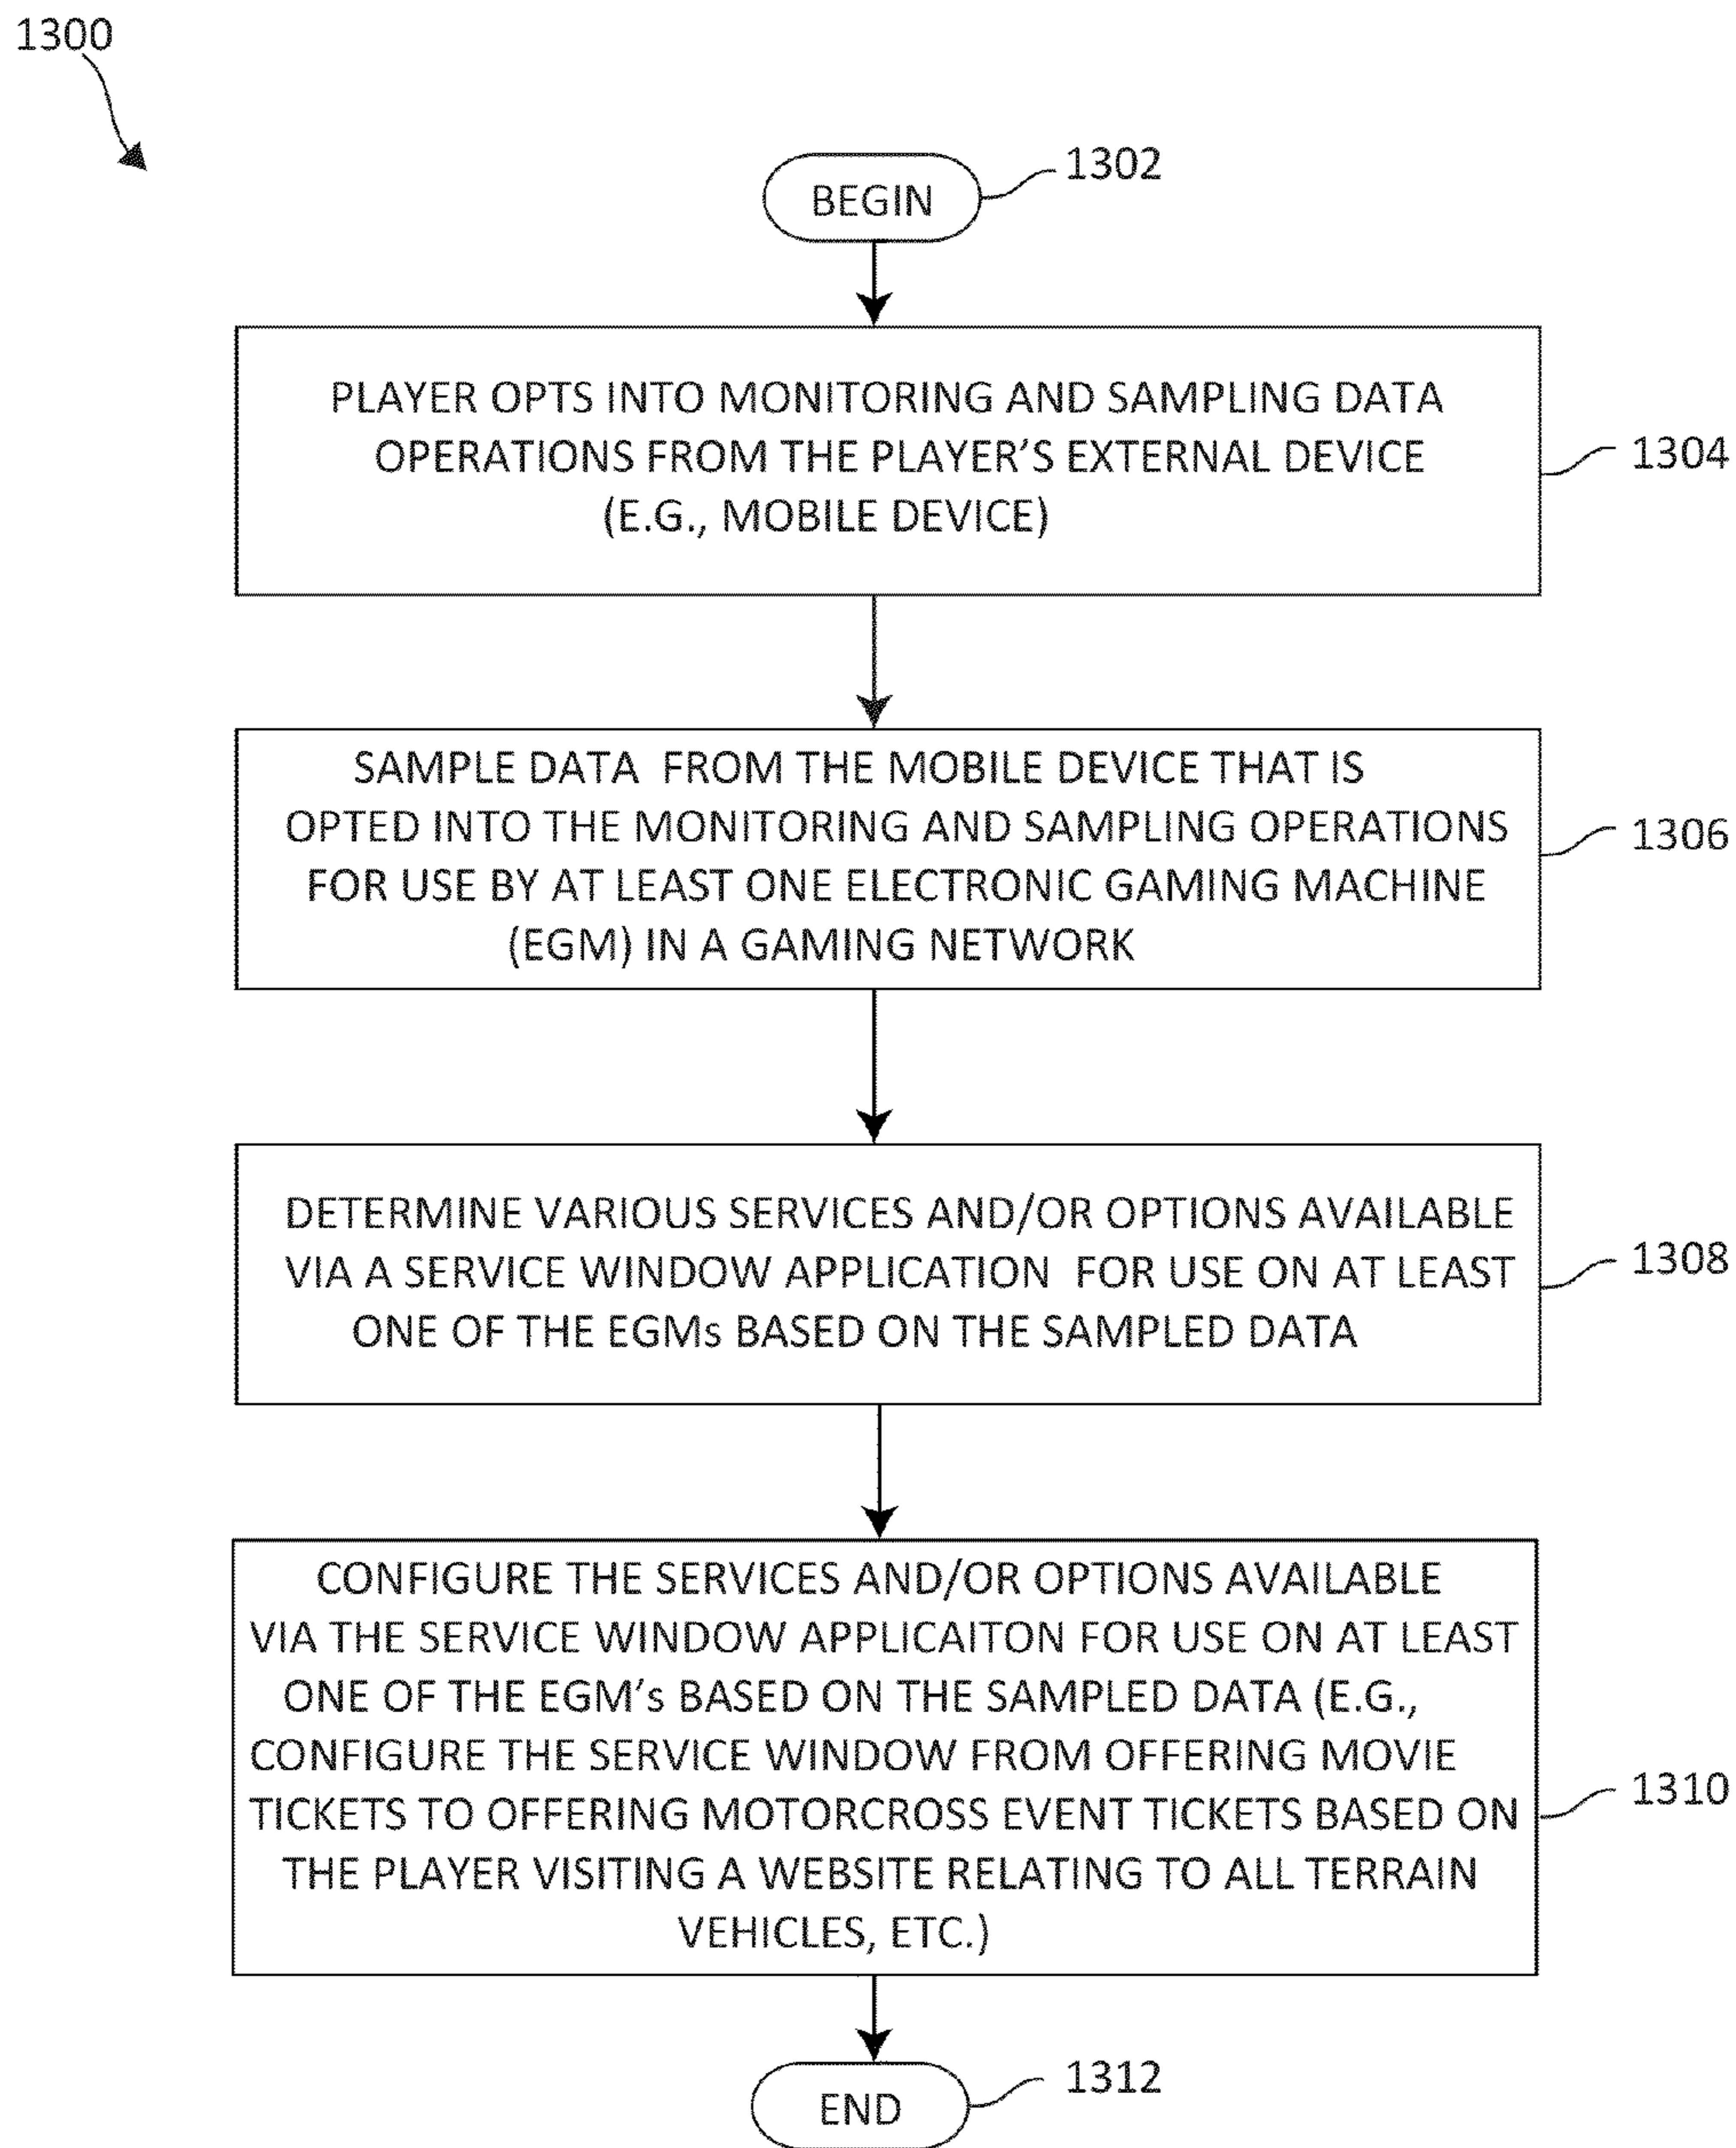 1300
BEGIN
1302
PLAYER OPTS INTO MONITORING AND SAMPLING DATA
OPERATIONS FROM THE PLAYER'S EXTERNAL DEVICE
(E.G., MOBILE DEVICE)
1304
SAMPLE DATA FROM THE MOBILE DEVICE THAT IS
OPTED INTO THE MONITORING AND SAMPLING OPERATIONS
FOR USE BY AT LEAST ONE ELECTRONIC GAMING MACHINE
(EGM) IN A GAMING NETWORK
1306
DETERMINE VARIOUS SERVICES AND/OR OPTIONS AVAILABLE
VIA A SERVICE WINDOW APPLICATION FOR USE ON AT LEAST
ONE OF THE EGMs BASED ON THE SAMPLED DATA
1308
CONFIGURE THE SERVICES AND/OR OPTIONS AVAILABLE
VIA THE SERVICE WINDOW APPLICAITON FOR USE ON AT LEAST
ONE OF THE EGM's BASED ON THE SAMPLED DATA (E.G.,
CONFIGURE THE SERVICE WINDOW FROM OFFERING MOVIE
TICKETS TO OFFERING MOTORCROSS EVENT TICKETS BASED ON
THE PLAYER VISITING A WEBSITE RELATING TO ALL TERRAIN
VEHICLES, ETC.)
1310
END
1312